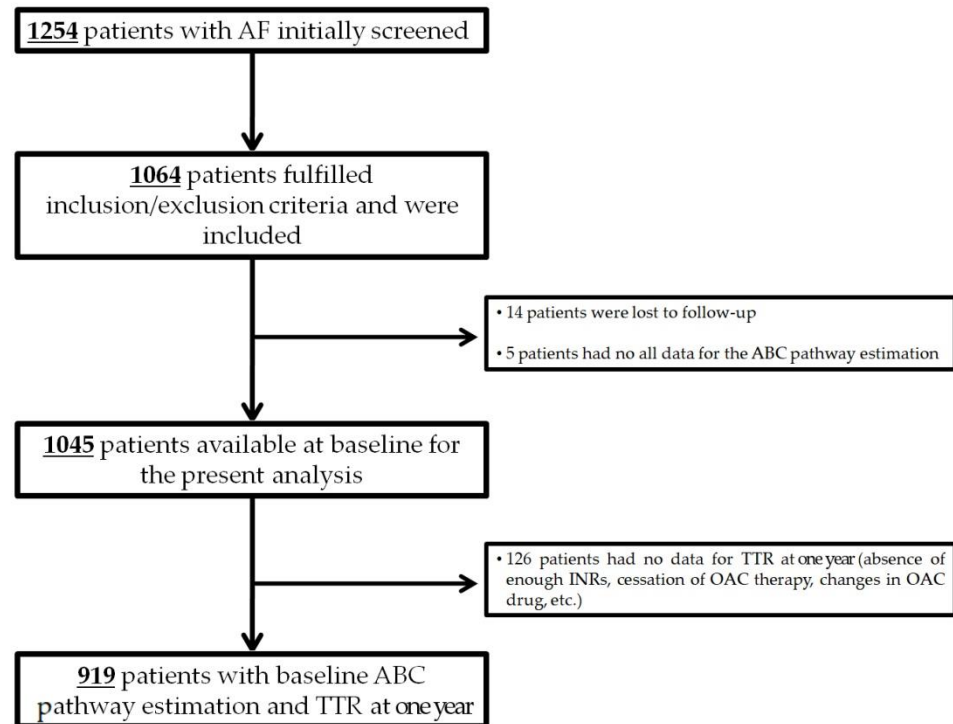 1254 patients with AF initially screened
1064 patients fulfilled
inclusion/exclusion criteria and were
included
• 14 patients were lost to follow-up
• 5 patients had no all data for the ABC pathway estimation
1045 patients available at baseline for
the present analysis
• 126 patients had no data for TTR at one year (absence of
enough INRs, cessation of OAC therapy, changes in OAC
drug, etc.)
919 patients with baseline ABC
pathway estimation and TTR at one year